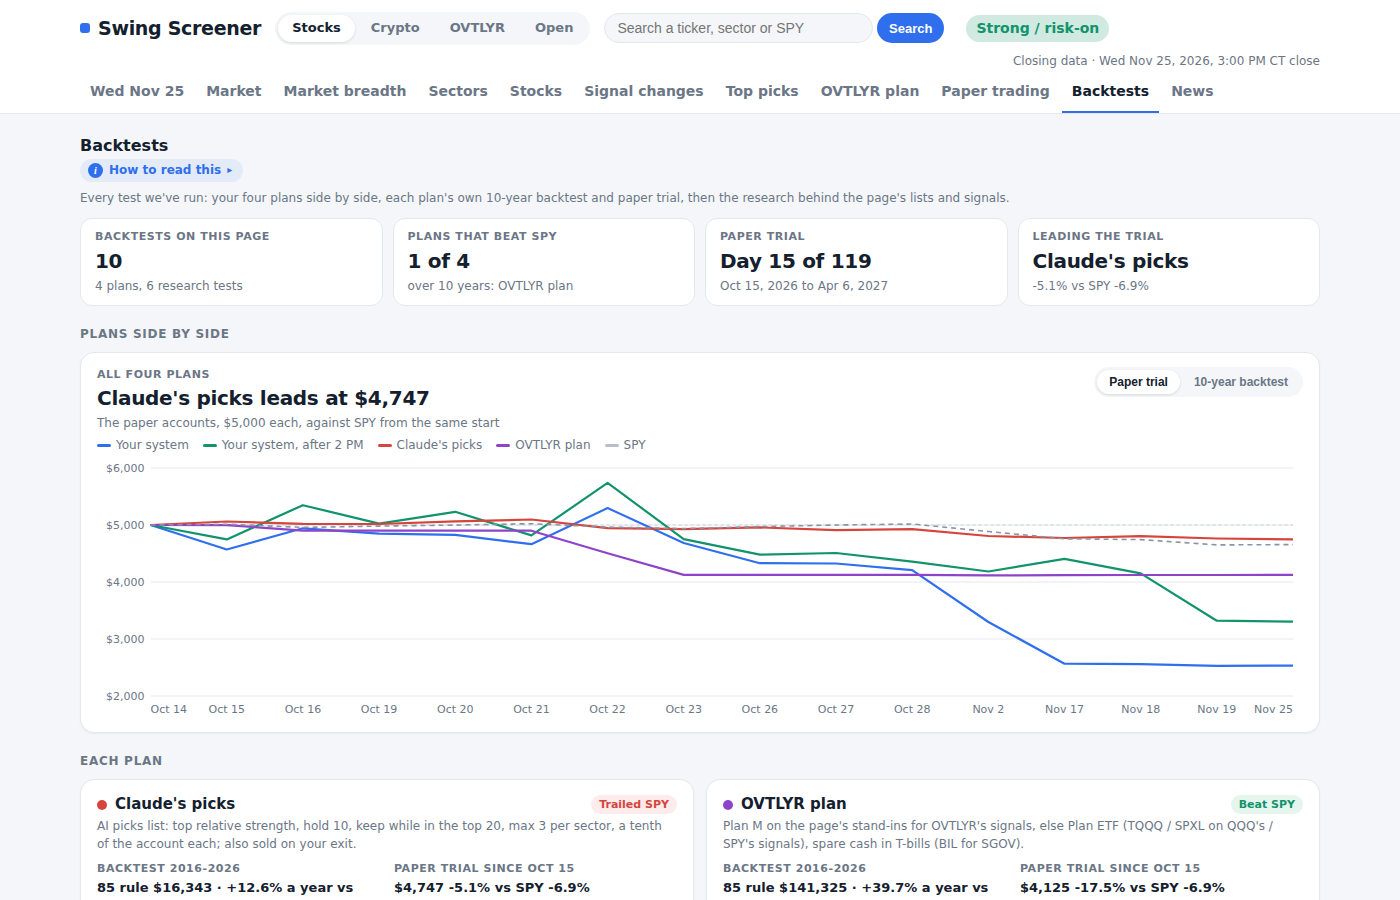 Swing Screener
Stocks
Crypto
OVTLYR
Open
Search a ticker, sector or SPY
Search
Strong / risk-on
Closing data · Wed Nov 25, 2026, 3:00 PM CT close
Wed Nov 25
Market
Market breadth
Sectors
Stocks
Signal changes
Top picks
OVTLYR plan
Paper trading
Backtests
News
Backtests
i How to read this ▸
Every test we've run: your four plans side by side, each plan's own 10-year backtest and paper trial, then the research behind the page's lists and signals.
BACKTESTS ON THIS PAGE
10
4 plans, 6 research tests
PLANS THAT BEAT SPY
1 of 4
over 10 years: OVTLYR plan
PAPER TRIAL
Day 15 of 119
Oct 15, 2026 to Apr 6, 2027
LEADING THE TRIAL
Claude's picks
-5.1% vs SPY -6.9%
PLANS SIDE BY SIDE
ALL FOUR PLANS
Claude's picks leads at $4,747
The paper accounts, $5,000 each, against SPY from the same start
Paper trial
10-year backtest
Your system
Your system, after 2 PM
Claude's picks
OVTLYR plan
SPY
$6,000
$5,000
$4,000
$3,000
$2,000
Oct 14
Oct 15
Oct 16
Oct 19
Oct 20
Oct 21
Oct 22
Oct 23
Oct 26
Oct 27
Oct 28
Nov 2
Nov 17
Nov 18
Nov 19
Nov 25
EACH PLAN
Claude's picks
Trailed SPY
AI picks list: top relative strength, hold 10, keep while in the top 20, max 3 per sector, a tenth
of the account each; also sold on your exit.
BACKTEST 2016-2026
85 rule $16,343 · +12.6% a year vs
PAPER TRIAL SINCE OCT 15
$4,747 -5.1% vs SPY -6.9%
OVTLYR plan
Beat SPY
Plan M on the page's stand-ins for OVTLYR's signals, else Plan ETF (TQQQ / SPXL on QQQ's /
SPY's signals), spare cash in T-bills (BIL for SGOV).
BACKTEST 2016-2026
85 rule $141,325 · +39.7% a year vs
PAPER TRIAL SINCE OCT 15
$4,125 -17.5% vs SPY -6.9%